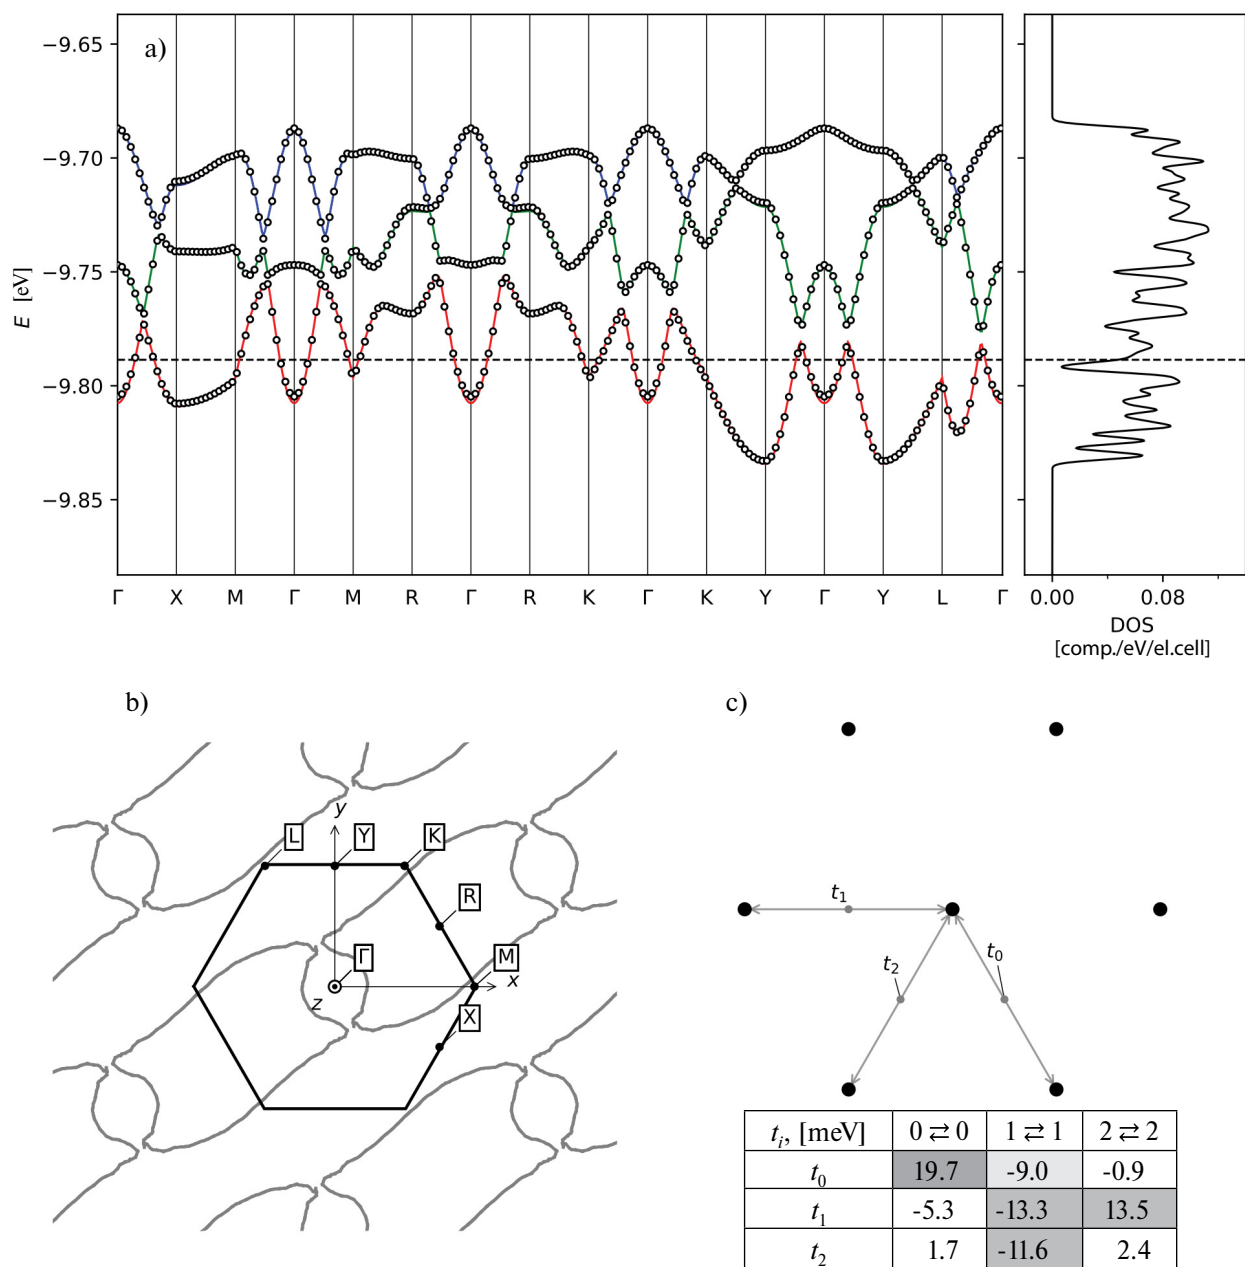 a)
−9.65
−9.70
−9.75
−9.80
−9.85
E [eV]
Γ X M Γ M R Γ R K Γ K Y Γ Y L Γ
0.00 0.08
DOS
[comp./eV/el.cell]
b)
L Y K
y
R
Γ M
z x
X
c)
t1
t2 t0
ti, [meV] 0 ⇄ 0 1 ⇄ 1 2 ⇄ 2
t0 19.7 -9.0 -0.9
t1 -5.3 -13.3 13.5
t2 1.7 -11.6 2.4